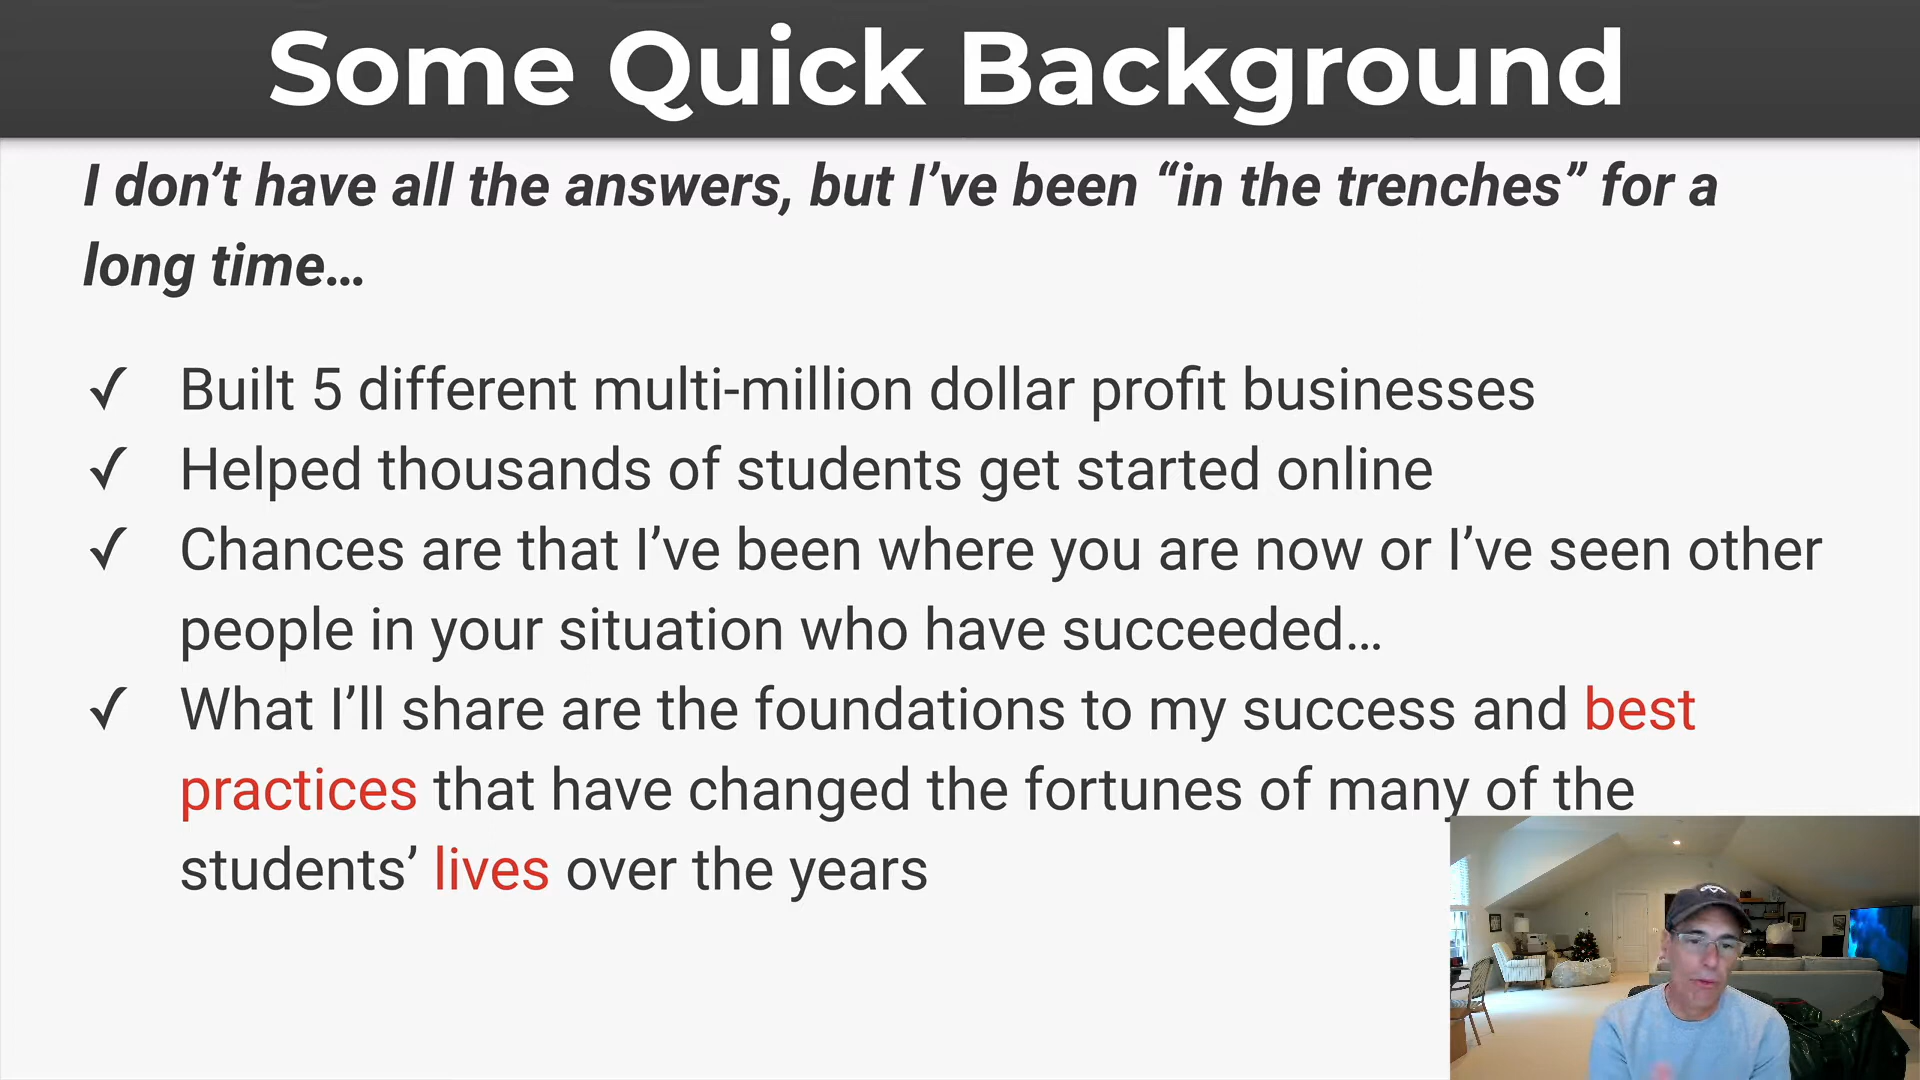 Some Quick Background
I don’t have all the answers, but I’ve been “in the trenches” for a
long time…
✓ Built 5 different multi-million dollar profit businesses
✓ Helped thousands of students get started online
✓ Chances are that I’ve been where you are now or I’ve seen other
people in your situation who have succeeded…
✓ What I’ll share are the foundations to my success and best
practices that have changed the fortunes of many of the
students’ lives over the years